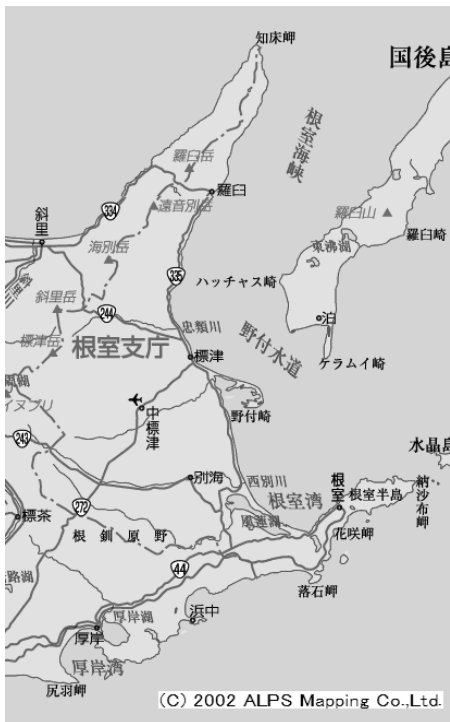 知床岬
国後島
根室海峡
羅臼岳
羅臼
遠音別岳
334
斜里
海別岳
335
羅臼山
羅臼崎
東沸湖
ハッチャス崎
斜里岳
244
忠類川
泊
標津岳
根室支庁
標津
野付水道
ケラムイ崎
中標津
野付崎
243
水晶島
別海
西別川
根室
根室半島
納沙布岬
272
根室湾
標茶
根釧原野
風連湖
花咲岬
44
落石岬
厚岸湖
浜中
厚岸
厚岸湾
尻羽岬
(C) 2002 ALPS Mapping Co.,Ltd.